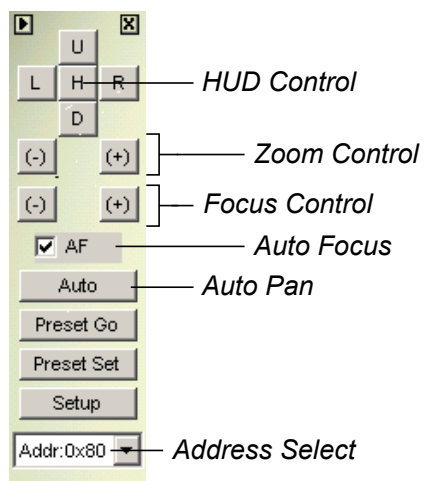 U
L H R HUD Control
D
(-) (+) Zoom Control
(-) (+) Focus Control
AF Auto Focus
Auto Auto Pan
Preset Go
Preset Set
Setup
Addr:0x80 Address Select